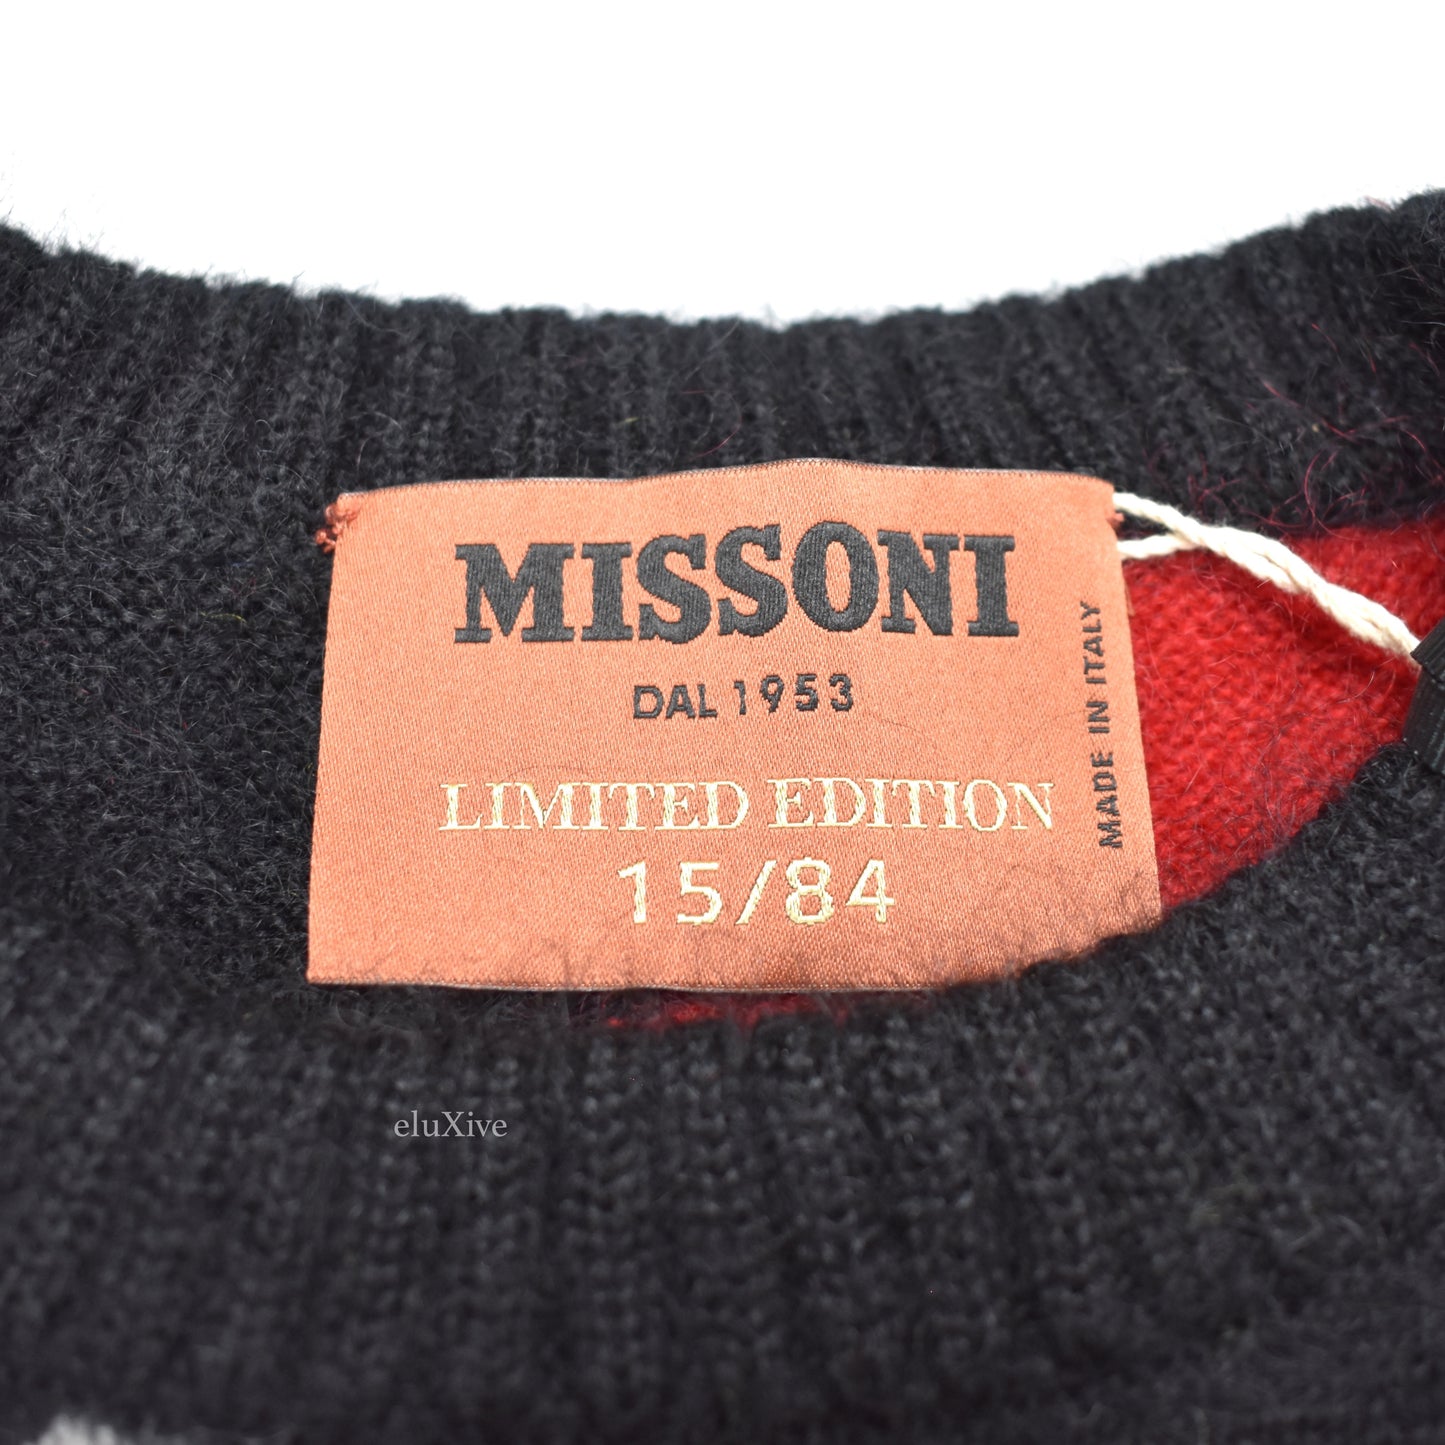 MISSONI
DAL 1953
LIMITED EDITION
15/84
MADE IN ITALY
eluXive